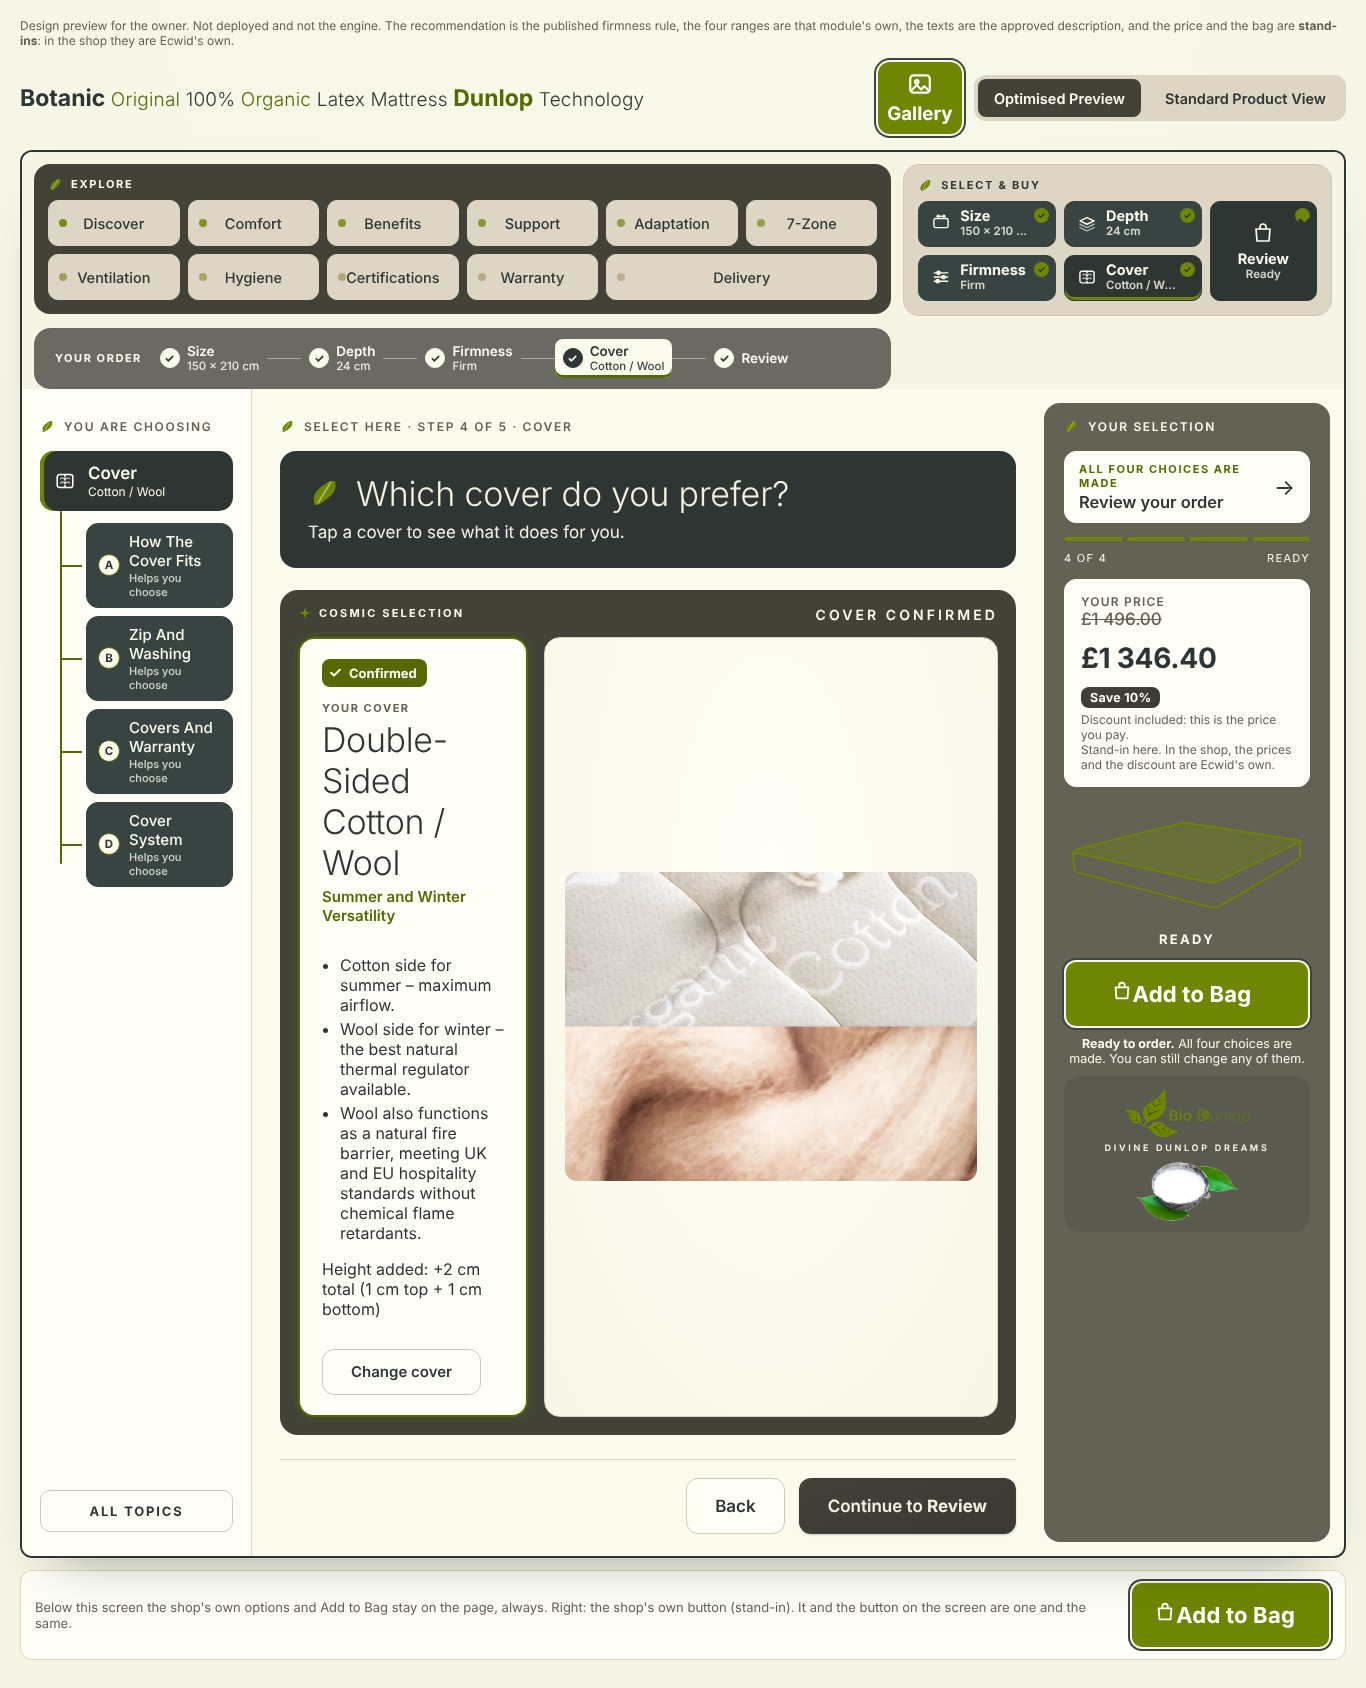 Design preview for the owner. Not deployed and not the engine. The recommendation is the published firmness rule, the four ranges are that module's own, the texts are the approved description, and the price and the bag are stand-
ins: in the shop they are Ecwid's own.
Botanic Original 100% Organic Latex Mattress Dunlop Technology
Gallery
Optimised Preview
Standard Product View
EXPLORE
Discover
Comfort
Benefits
Support
Adaptation
7-Zone
Ventilation
Hygiene
Certifications
Warranty
Delivery
SELECT & BUY
Size
150 × 210 ...
Depth
24 cm
Firmness
Firm
Cover
Cotton / W...
Review
Ready
YOUR ORDER
Size
150 × 210 cm
Depth
24 cm
Firmness
Firm
Cover
Cotton / Wool
Review
YOU ARE CHOOSING
Cover
Cotton / Wool
A
How The
Cover Fits
Helps you
choose
B
Zip And
Washing
Helps you
choose
C
Covers And
Warranty
Helps you
choose
D
Cover
System
Helps you
choose
ALL TOPICS
SELECT HERE · STEP 4 OF 5 · COVER
Which cover do you prefer?
Tap a cover to see what it does for you.
COSMIC SELECTION
COVER CONFIRMED
Confirmed
YOUR COVER
Double-
Sided
Cotton /
Wool
Summer and Winter
Versatility
• Cotton side for
summer – maximum
airflow.
• Wool side for winter –
the best natural
thermal regulator
available.
• Wool also functions
as a natural fire
barrier, meeting UK
and EU hospitality
standards without
chemical flame
retardants.
Height added: +2 cm
total (1 cm top + 1 cm
bottom)
Change cover
Cotton
Back
Continue to Review
YOUR SELECTION
ALL FOUR CHOICES ARE
MADE
Review your order
4 OF 4
READY
YOUR PRICE
£1 496.00
£1 346.40
Save 10%
Discount included: this is the price
you pay.
Stand-in here. In the shop, the prices
and the discount are Ecwid's own.
READY
Add to Bag
Ready to order. All four choices are
made. You can still change any of them.
Bio Dunlop
DIVINE DUNLOP DREAMS
Below this screen the shop's own options and Add to Bag stay on the page, always. Right: the shop's own button (stand-in). It and the button on the screen are one and the
same.
Add to Bag